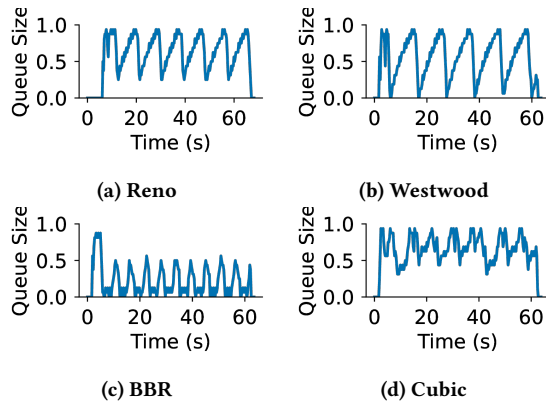 Queue Size
1.0
0.5
0.0
0 20 40 60
Time (s)
(a) Reno
Queue Size
1.0
0.5
0.0
0 20 40 60
Time (s)
(b) Westwood
Queue Size
1.0
0.5
0.0
0 20 40 60
Time (s)
(c) BBR
Queue Size
1.0
0.5
0.0
0 20 40 60
Time (s)
(d) Cubic